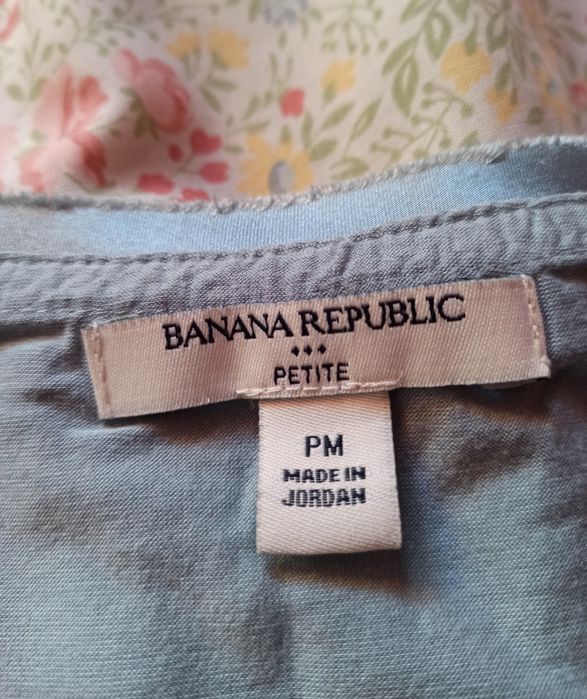 BANANA REPUBLIC
PETITE
PM
MADE IN
JORDAN